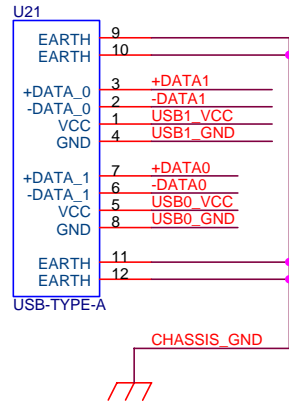 U21
EARTH 9
EARTH 10
+DATA_0 3 +DATA1
-DATA_0 2 -DATA1
VCC 1 USB1_VCC
GND 4 USB1_GND
+DATA_1 7 +DATA0
-DATA_1 6 -DATA0
VCC 5 USB0_VCC
GND 8 USB0_GND
EARTH 11
EARTH 12
USB-TYPE-A
CHASSIS_GND